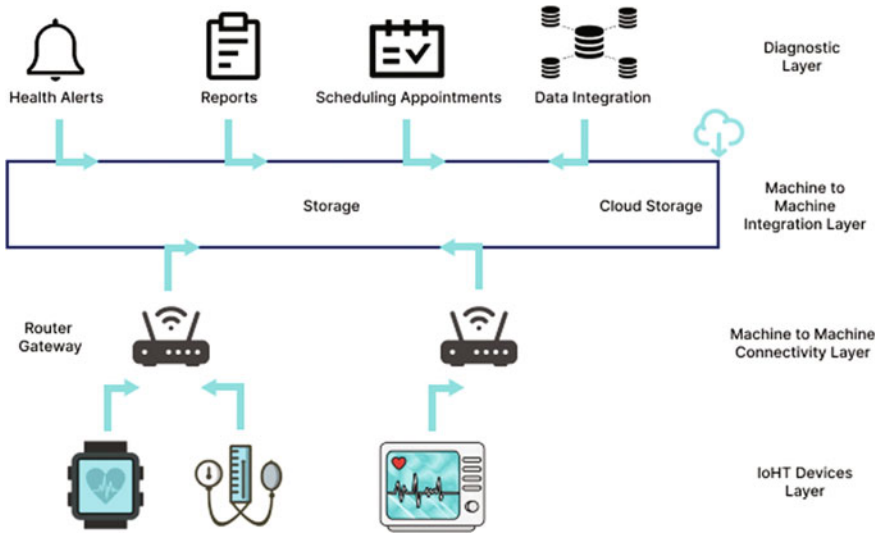 Diagnostic
Layer
Health Alerts
Reports
Scheduling Appointments
Data Integration
Storage
Cloud Storage
Machine to
Machine
Integration Layer
Router
Gateway
Machine to Machine
Connectivity Layer
IoHT Devices
Layer